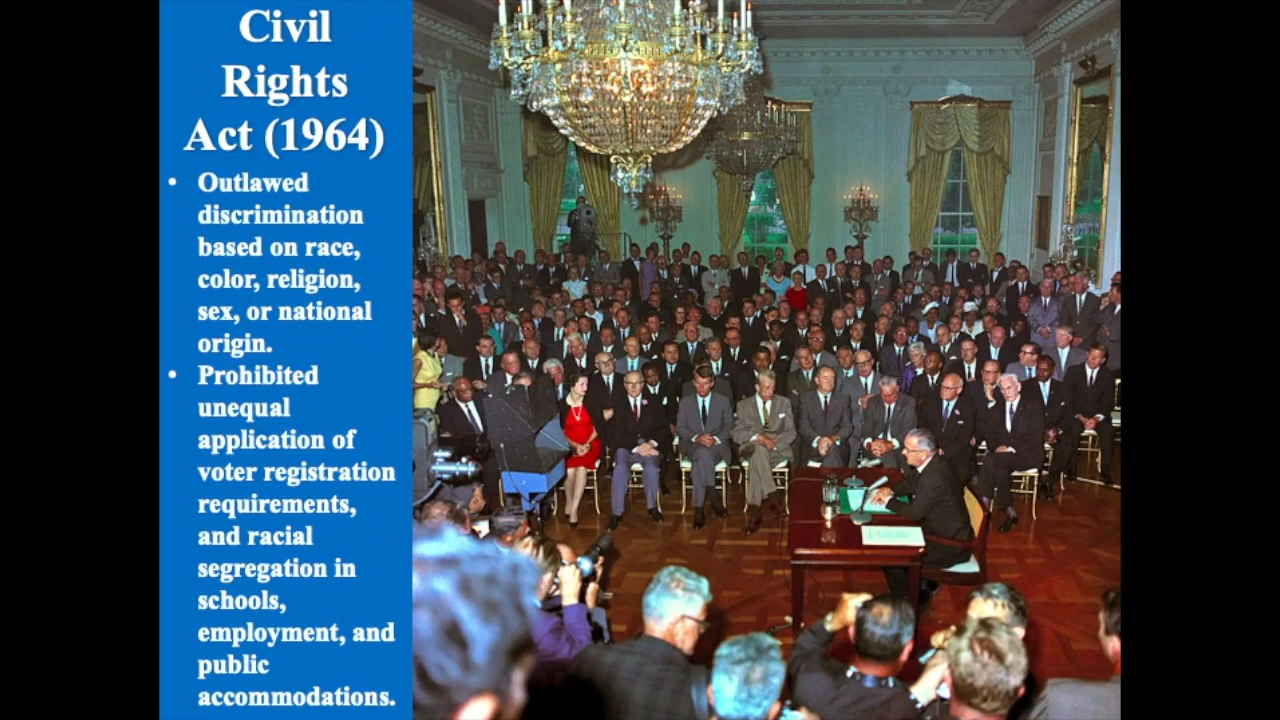 Civil
Rights
Act (1964)
• Outlawed
discrimination
based on race,
color, religion,
sex, or national
origin.
• Prohibited
unequal
application of
voter registration
requirements,
and racial
segregation in
schools,
employment, and
public
accommodations.